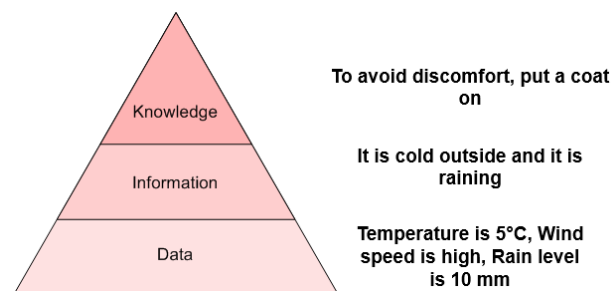 To avoid discomfort, put a coat
on
Knowledge
It is cold outside and it is
raining
Information
Temperature is 5°C, Wind
speed is high, Rain level
is 10 mm
Data